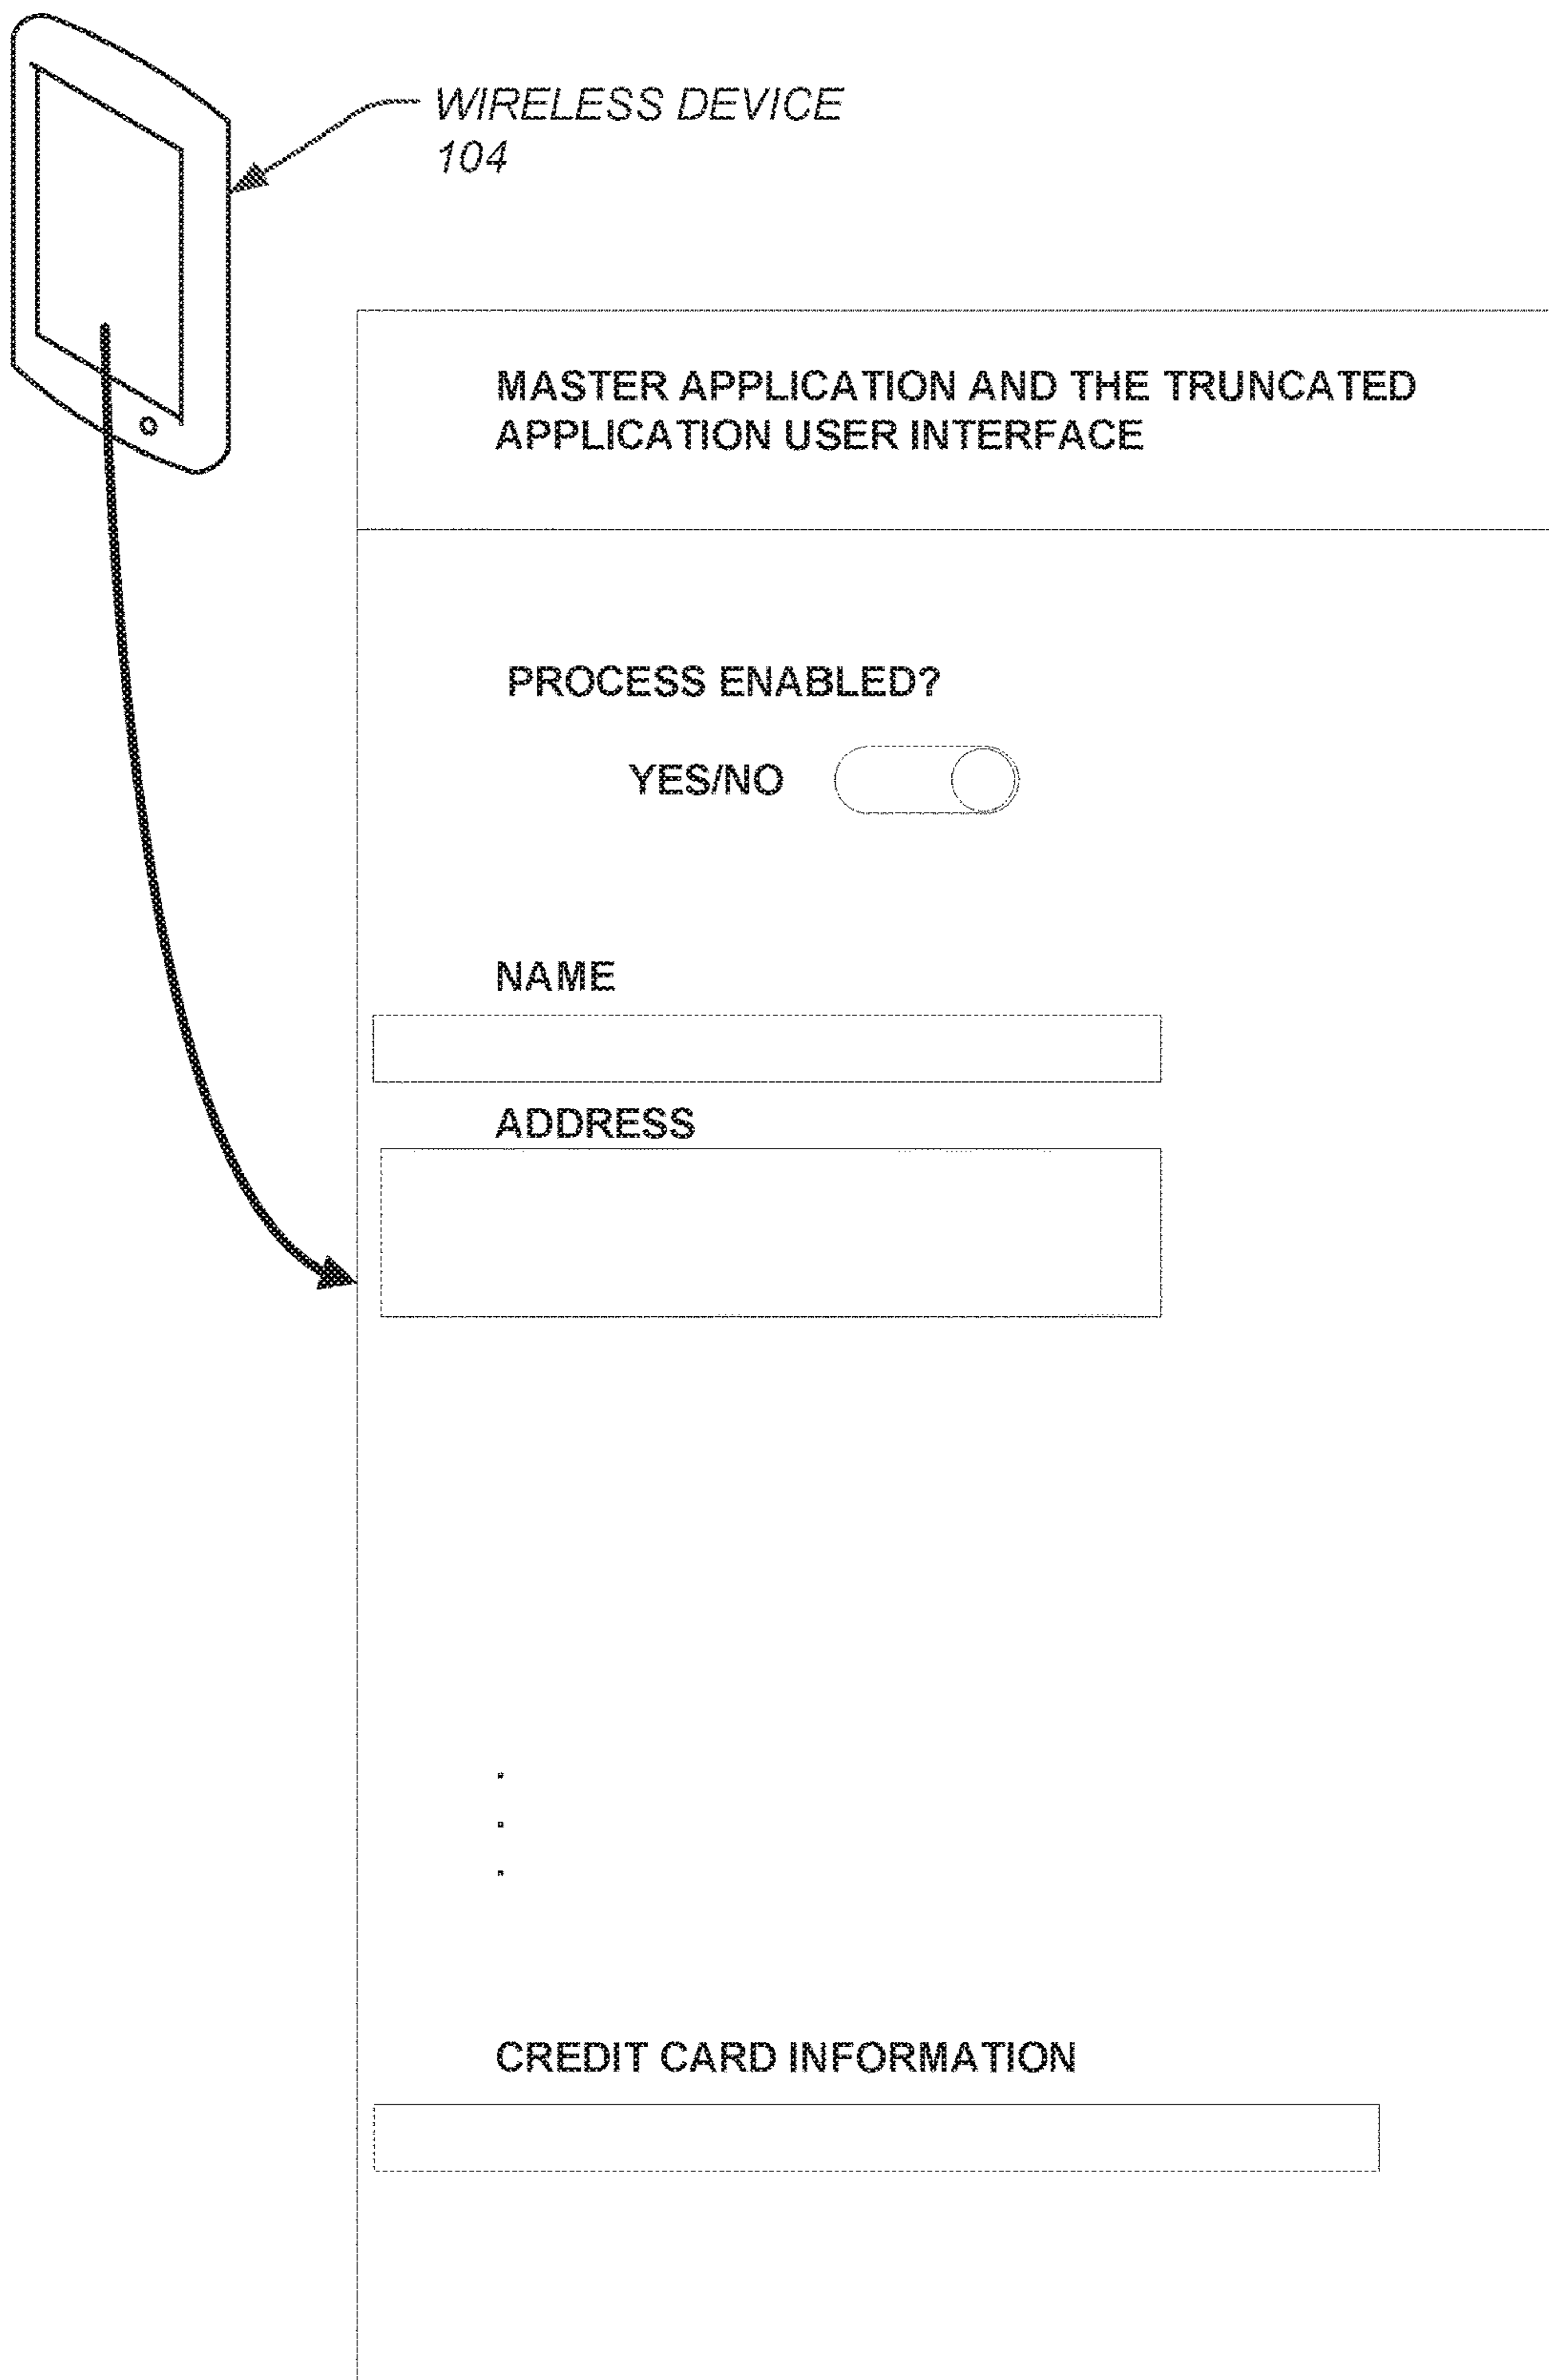 WIRELESS DEVICE
104
MASTER APPLICATION AND THE TRUNCATED
APPLICATION USER INTERFACE
PROCESS ENABLED?
YES/NO
NAME
ADDRESS
.
.
.
CREDIT CARD INFORMATION